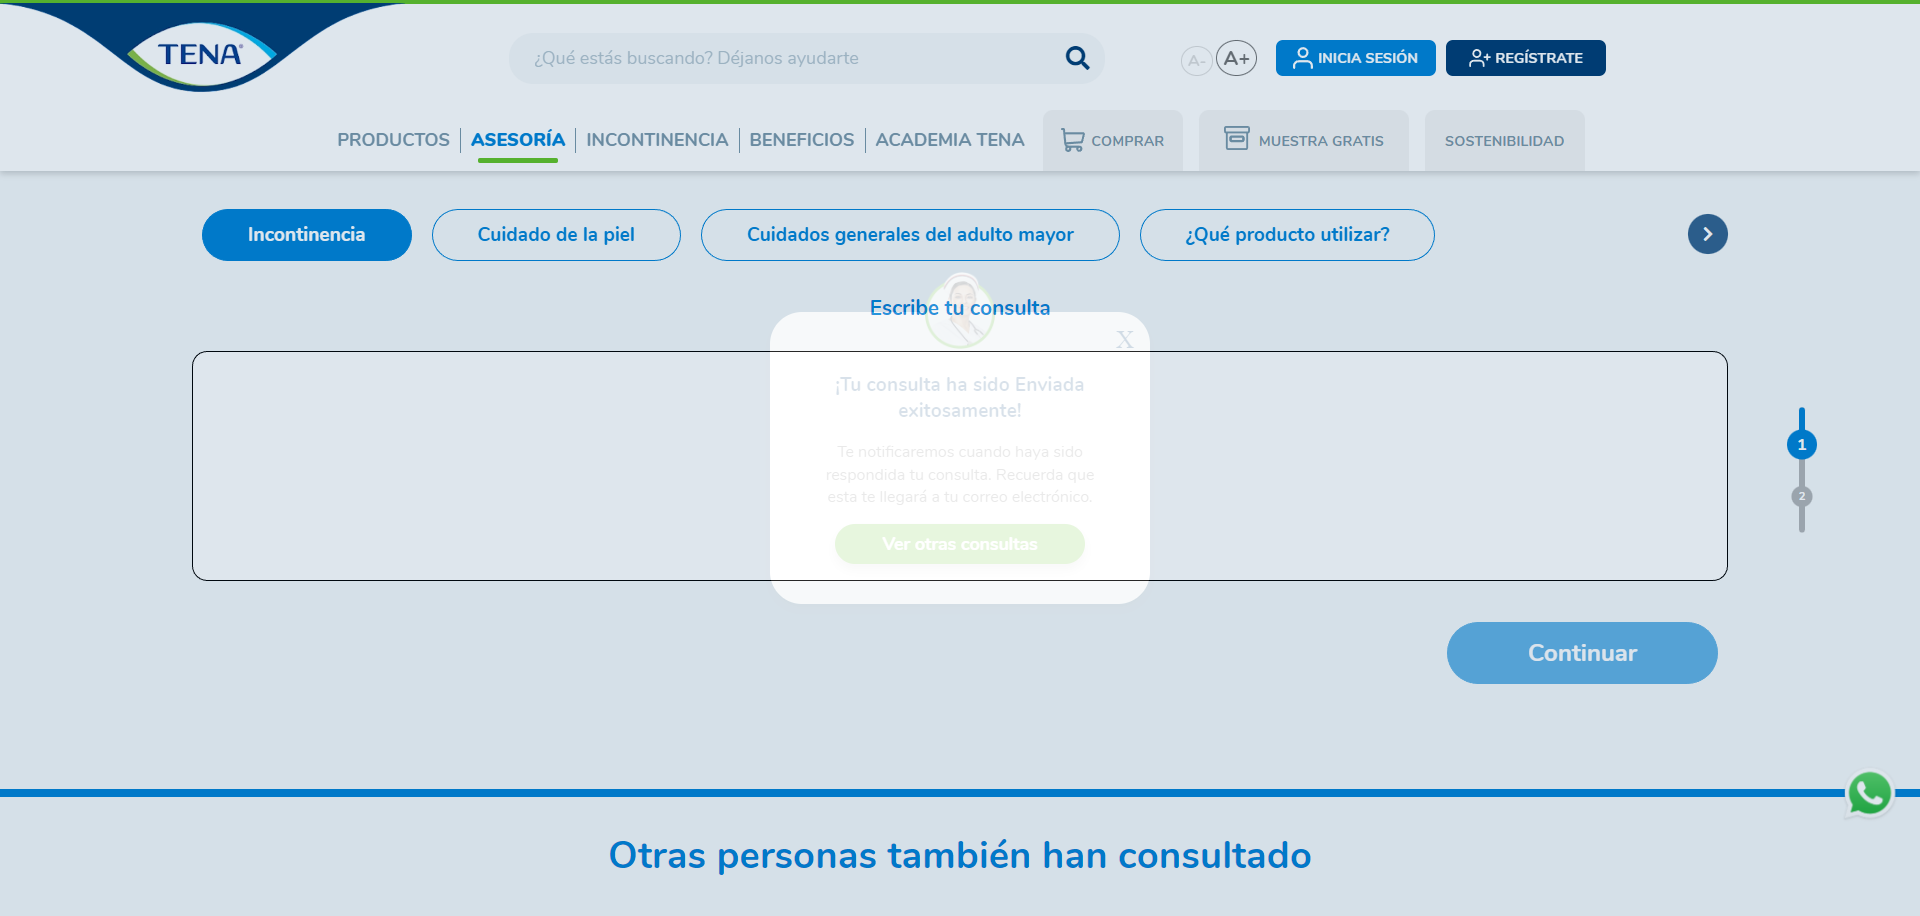 TENA
¿Qué estás buscando? Déjanos ayudarte
A-
A+
INICIA SESIÓN
REGÍSTRATE
PRODUCTOS
ASESORÍA
INCONTINENCIA
BENEFICIOS
ACADEMIA TENA
COMPRAR
MUESTRA GRATIS
SOSTENIBILIDAD
Incontinencia
Cuidado de la piel
Cuidados generales del adulto mayor
¿Qué producto utilizar?
Escribe tu consulta
X
¡Tu consulta ha sido Enviada
exitosamente!
Te notificaremos cuando haya sido
respondida tu consulta. Recuerda que
esta te llegará a tu correo electrónico.
Ver otras consultas
1
2
Continuar
Otras personas también han consultado